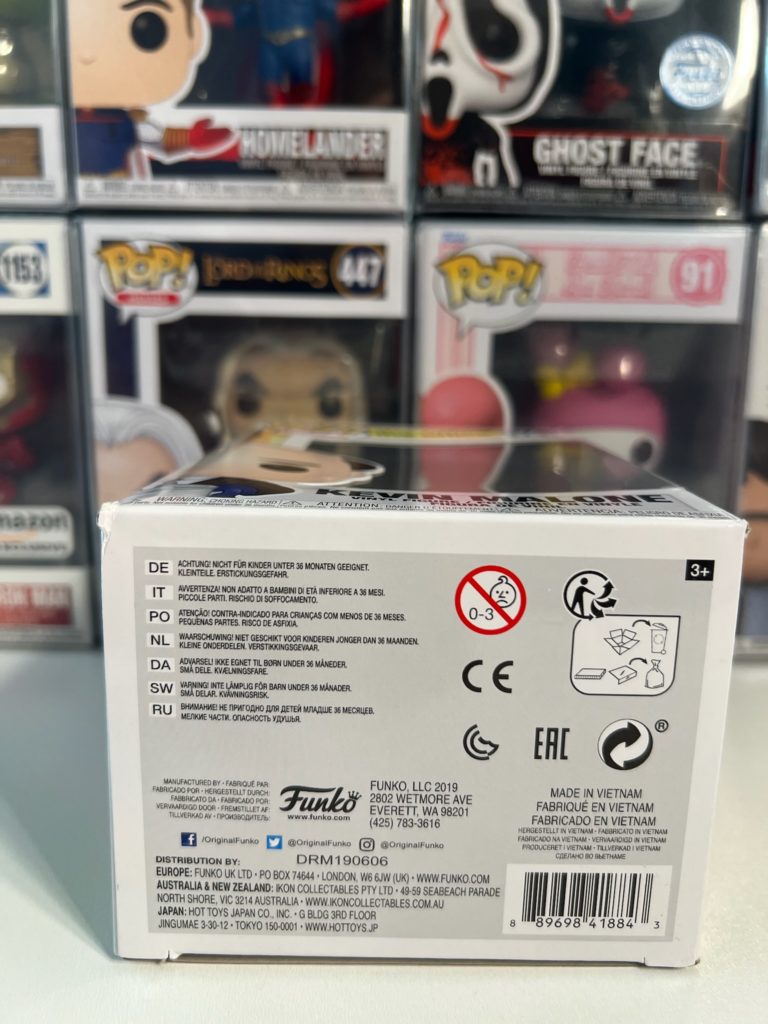 HOMELANDER
GHOST FACE
1153
POP!
LORD OF THE RINGS
447
POP!
91
amazon
KEVIN MALONE
WARNING: CHOKING HAZARD
ATTENTION:
DE ACHTUNG! NICHT FÜR KINDER UNTER 36 MONATEN GEEIGNET.
KLEINTEILE. ERSTICKUNGSGEFAHR.
IT AVVERTENZA! NON ADATTO A BAMBINI DI ETÀ INFERIORE A 36 MESI.
PICCOLE PARTI. RISCHIO DI SOFFOCAMENTO.
PO ATENÇÃO! CONTRA-INDICADO PARA CRIANÇAS COM MENOS DE 36 MESES.
PEQUENAS PARTES. RISCO DE ASFIXIA.
NL WAARSCHUWING! NIET GESCHIKT VOOR KINDEREN JONGER DAN 36 MAANDEN.
KLEINE ONDERDELEN. VERSTIKKINGSGEVAAR.
DA ADVARSEL! IKKE EGNET TIL BØRN UNDER 36 MÅNEDER.
SMÅ DELE. KVÆLNINGSFARE.
SW VARNING! INTE LÄMPLIG FÖR BARN UNDER 36 MÅNADER.
SMÅ DELAR. KVÄVNINGSRISK.
RU ВНИМАНИЕ! НЕ ПРИГОДНО ДЛЯ ДЕТЕЙ МЛАДШЕ 36 МЕСЯЦЕВ.
МЕЛКИЕ ЧАСТИ. ОПАСНОСТЬ УДУШЬЯ.
0-3
3+
CE
EAC
®
MANUFACTURED BY • FABRIQUÉ PAR
FABRICADO POR • HERGESTELLT DURCH:
FABBRICATO DA • FABRICADO POR:
VERVAARDIGD DOOR • FREMSTILLET AF:
TILLVERKAD AV • ПРОИЗВОДИТЕЛЬ:
Funko
www.funko.com
FUNKO, LLC 2019
2802 WETMORE AVE
EVERETT, WA 98201
(425) 783-3616
MADE IN VIETNAM
FABRIQUÉ EN VIETNAM
FABRICADO EN VIETNAM
HERGESTELLT IN VIETNAM • FABBRICATO IN VIETNAM
FABRICADO NO VIETNAM • VERVAARDIGD IN VIETNAM
PRODUCERET I VIETNAM • TILLVERKAD I VIETNAM
СДЕЛАНО ВО ВЬЕТНАМЕ
/OriginalFunko @OriginalFunko @OriginalFunko
DISTRIBUTION BY: DRM190606
EUROPE: FUNKO UK LTD • PO BOX 74644 • LONDON, W6 6JW (UK) • WWW.FUNKO.COM
AUSTRALIA & NEW ZEALAND: IKON COLLECTABLES PTY LTD • 49-59 SEABEACH PARADE
NORTH SHORE, VIC 3214 AUSTRALIA • WWW.IKONCOLLECTABLES.COM.AU
JAPAN: HOT TOYS JAPAN CO., INC. • G BLDG 3RD FLOOR
JINGUMAE 3-30-12 • TOKYO 150-0001 • WWW.HOTTOYS.JP
8 89698 41884 3